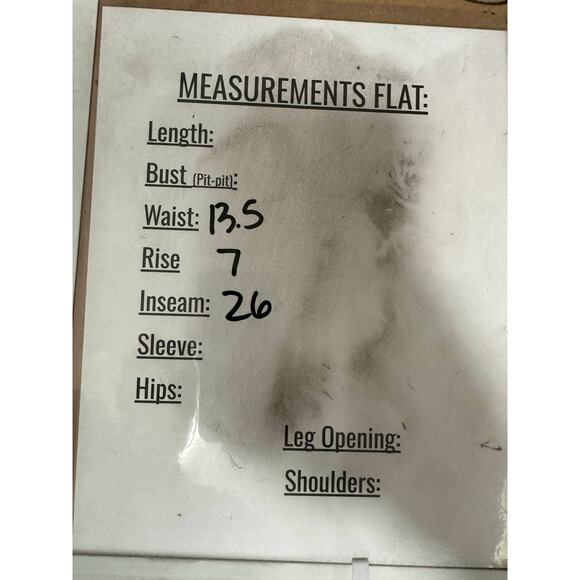 MEASUREMENTS FLAT:
Length:
Bust (Pit-pit):
Waist: 13.5
Rise 7
Inseam: 26
Sleeve:
Hips:
Leg Opening:
Shoulders: